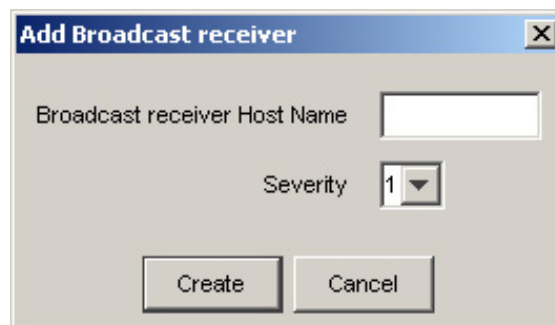 Add Broadcast receiver
Broadcast receiver Host Name
Severity 1
Create Cancel